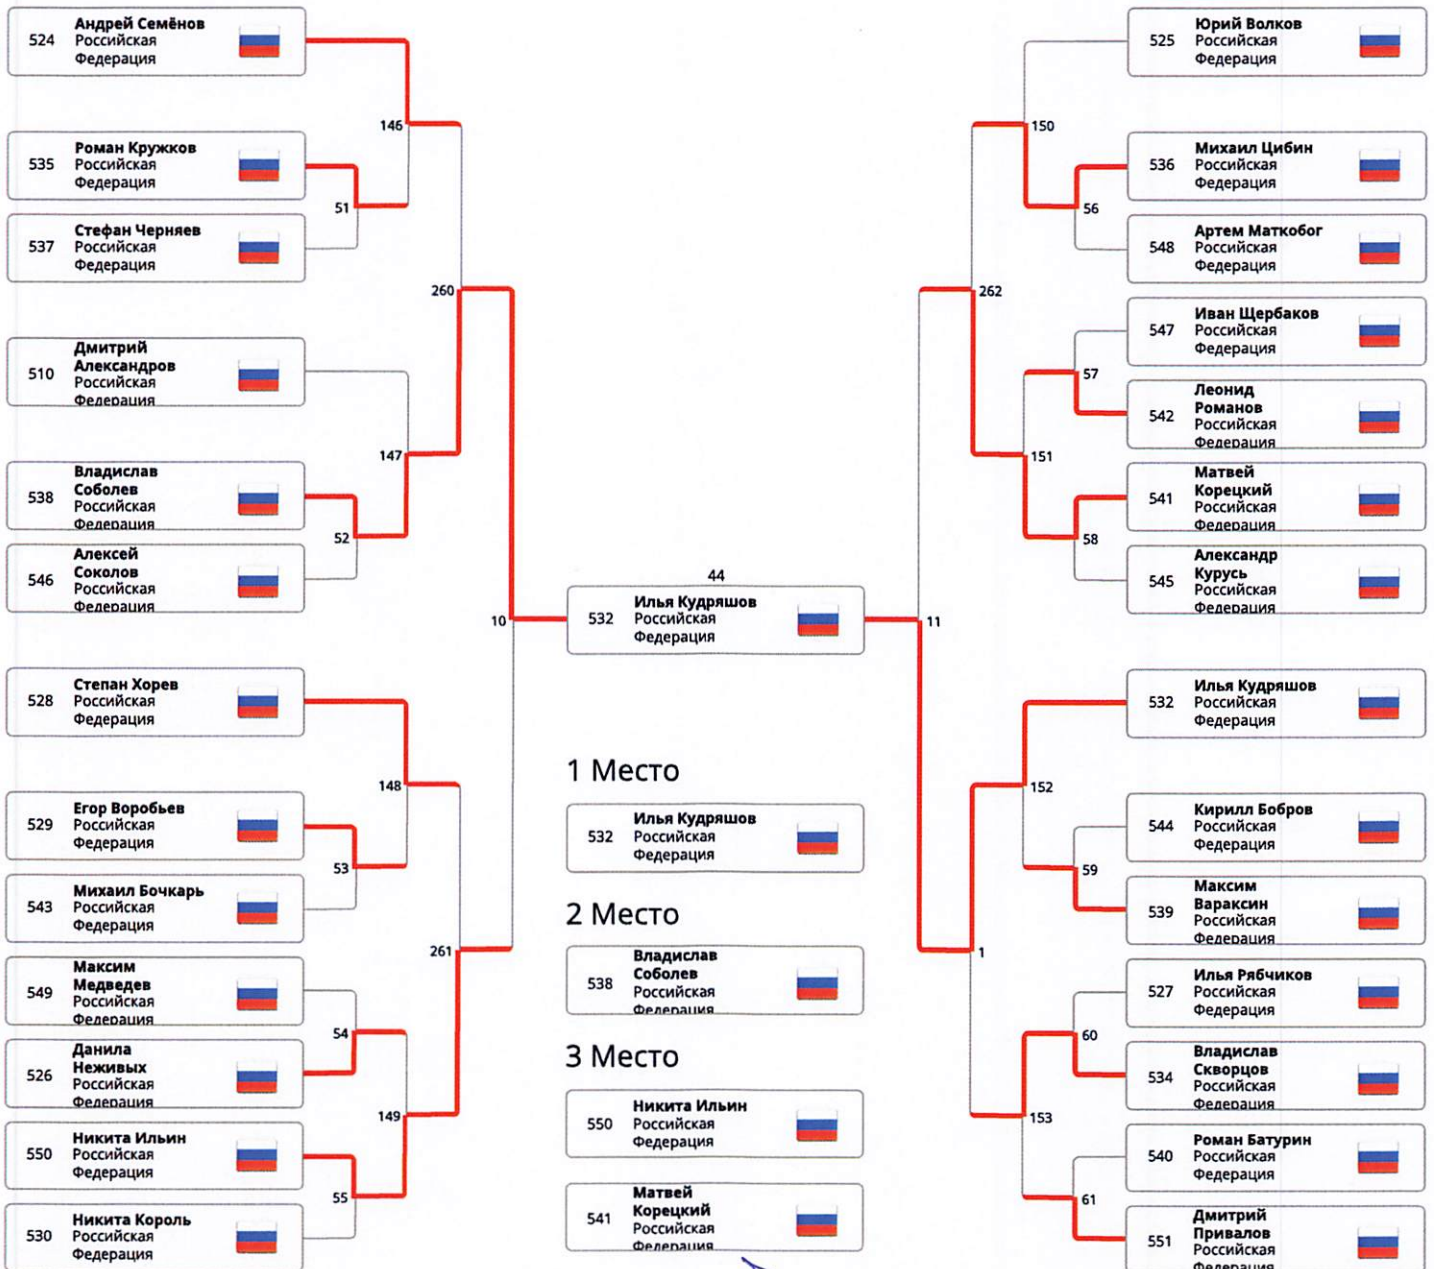 524
Андрей Семёнов
Российская
Федерация
146
535
Роман Кружков
Российская
Федерация
51
537
Стефан Черняев
Российская
Федерация
260
510
Дмитрий
Александров
Российская
Федерация
147
538
Владислав
Соболев
Российская
Федерация
52
546
Алексей
Соколов
Российская
Федерация
10
528
Степан Хорев
Российская
Федерация
148
529
Егор Воробьев
Российская
Федерация
53
543
Михаил Бочкарь
Российская
Федерация
261
549
Максим
Медведев
Российская
Федерация
54
526
Данила
Неживых
Российская
Федерация
149
550
Никита Ильин
Российская
Федерация
55
530
Никита Король
Российская
Федерация
44
532
Илья Кудряшов
Российская
Федерация
1 Место
532
Илья Кудряшов
Российская
Федерация
2 Место
538
Владислав
Соболев
Российская
Федерация
3 Место
550
Никита Ильин
Российская
Федерация
541
Матвей
Корецкий
Российская
Федерация
525
Юрий Волков
Российская
Федерация
150
536
Михаил Цибин
Российская
Федерация
56
548
Артем Маткобог
Российская
Федерация
262
547
Иван Щербаков
Российская
Федерация
57
542
Леонид
Романов
Российская
Федерация
151
541
Матвей
Корецкий
Российская
Федерация
58
545
Александр
Курусь
Российская
Федерация
11
532
Илья Кудряшов
Российская
Федерация
152
544
Кирилл Бобров
Российская
Федерация
59
539
Максим
Вараксин
Российская
Федерация
1
527
Илья Рябчиков
Российская
Федерация
60
534
Владислав
Скворцов
Российская
Федерация
153
540
Роман Батурин
Российская
Федерация
61
551
Дмитрий
Привалов
Российская
Федерация